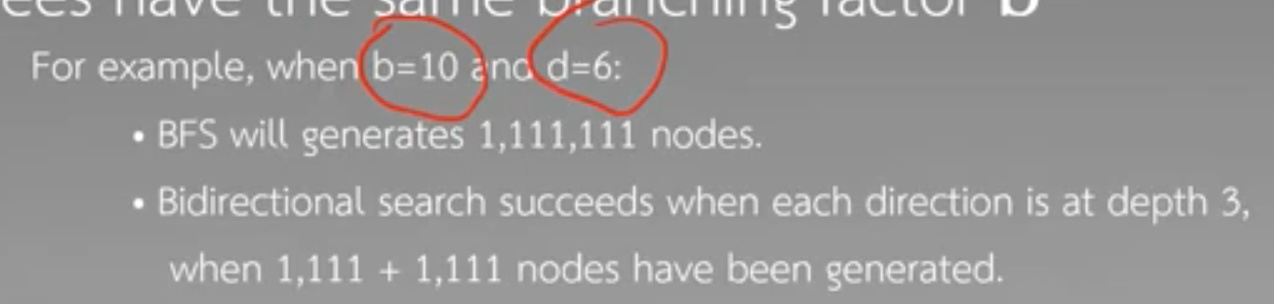 ees have the same branching factor b
For example, when b=10 and d=6:
• BFS will generates 1,111,111 nodes.
• Bidirectional search succeeds when each direction is at depth 3,
when 1,111 + 1,111 nodes have been generated.